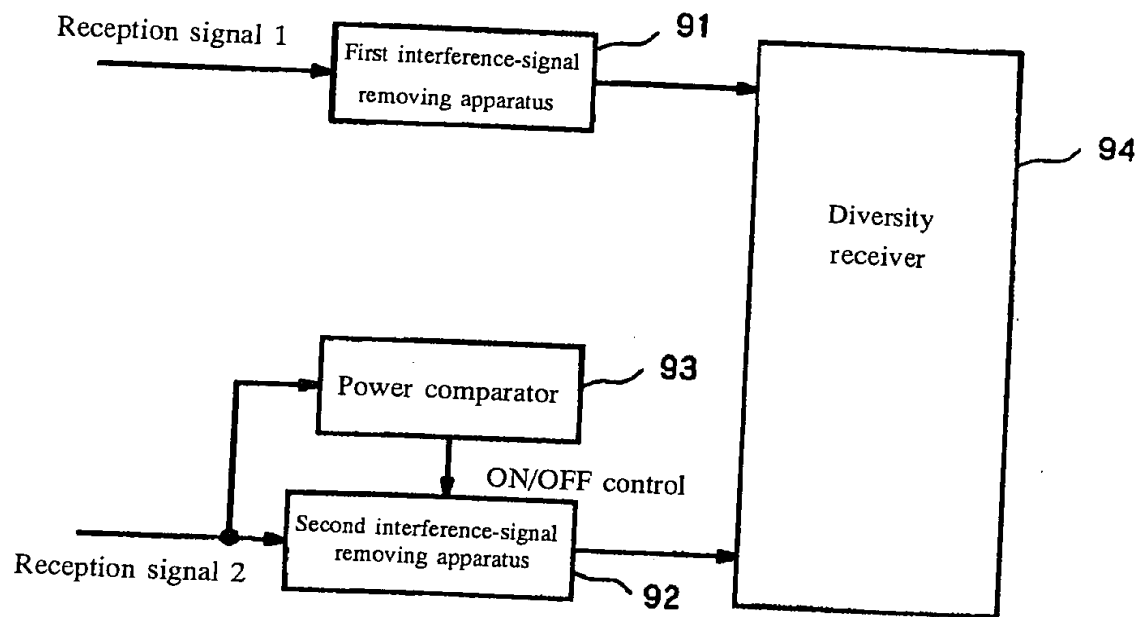 Reception signal 1
91
First interference-signal
removing apparatus
94
Diversity
receiver
93
Power comparator
ON/OFF control
Second interference-signal
removing apparatus
Reception signal 2
92